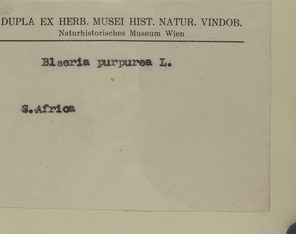 DUPLA EX HERB. MUSEI HIST. NATUR. VINDOB.
Naturhistorisches Museum Wien
Blaeria purpurea L.
S.Africa